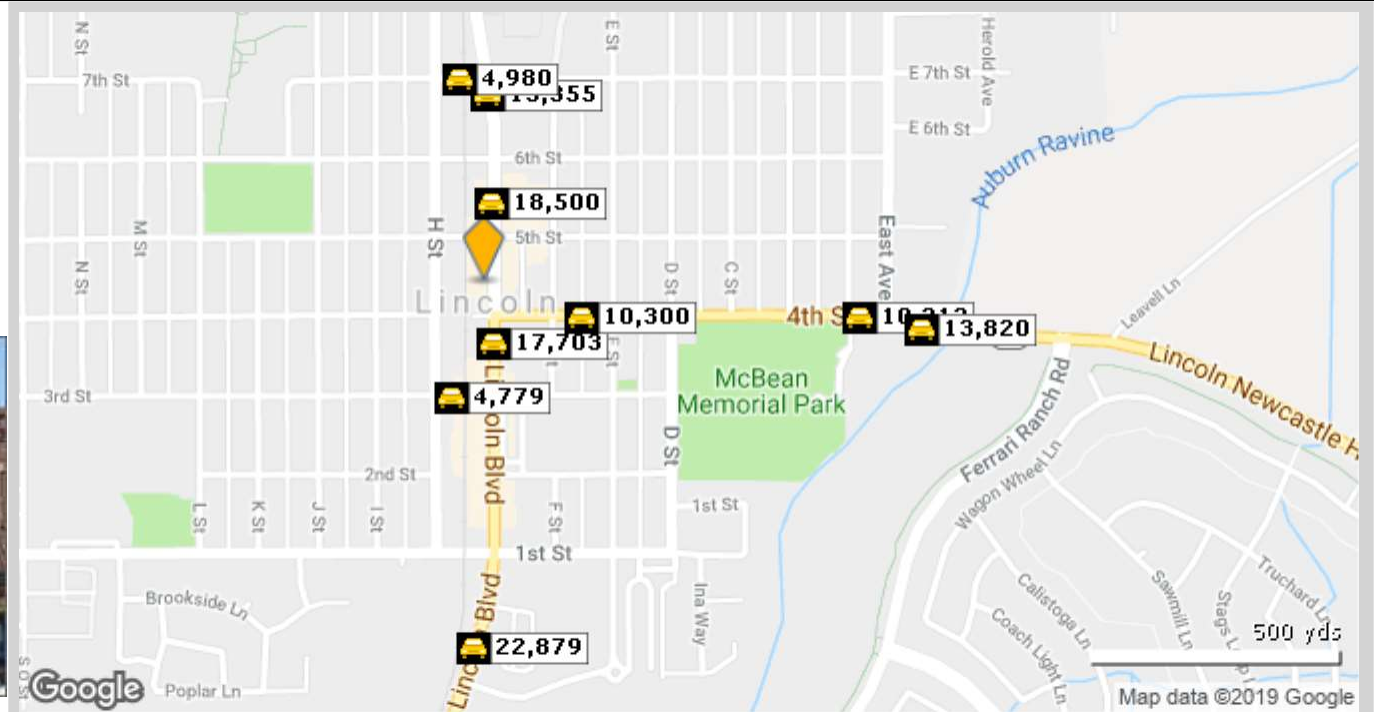 N St
E St
Herold Ave
7th St
4,980
E 7th St
E 6th St
6th St
Auburn Ravine
18,500
M St
H St
5th St
East Ave
N St
D St
C St
Leavell Ln
Lincoln
10,300
4th
13,820
17,703
Lincoln Newcastle
3rd St
4,779
McBean
Memorial Park
Ferrari Ranch Rd
D St
Lincoln Blvd
2nd St
Wagon Wheel Ln
L St
K St
J St
I St
F St
1st St
1st St
Brookside Ln
Blvd
Ina Way
Calistoga Ln
Sawmill Ln
Truchard Ln
Coach Light Ln
Stags
22,879
500 yds
Poplar Ln
Google
Map data ©2019 Google